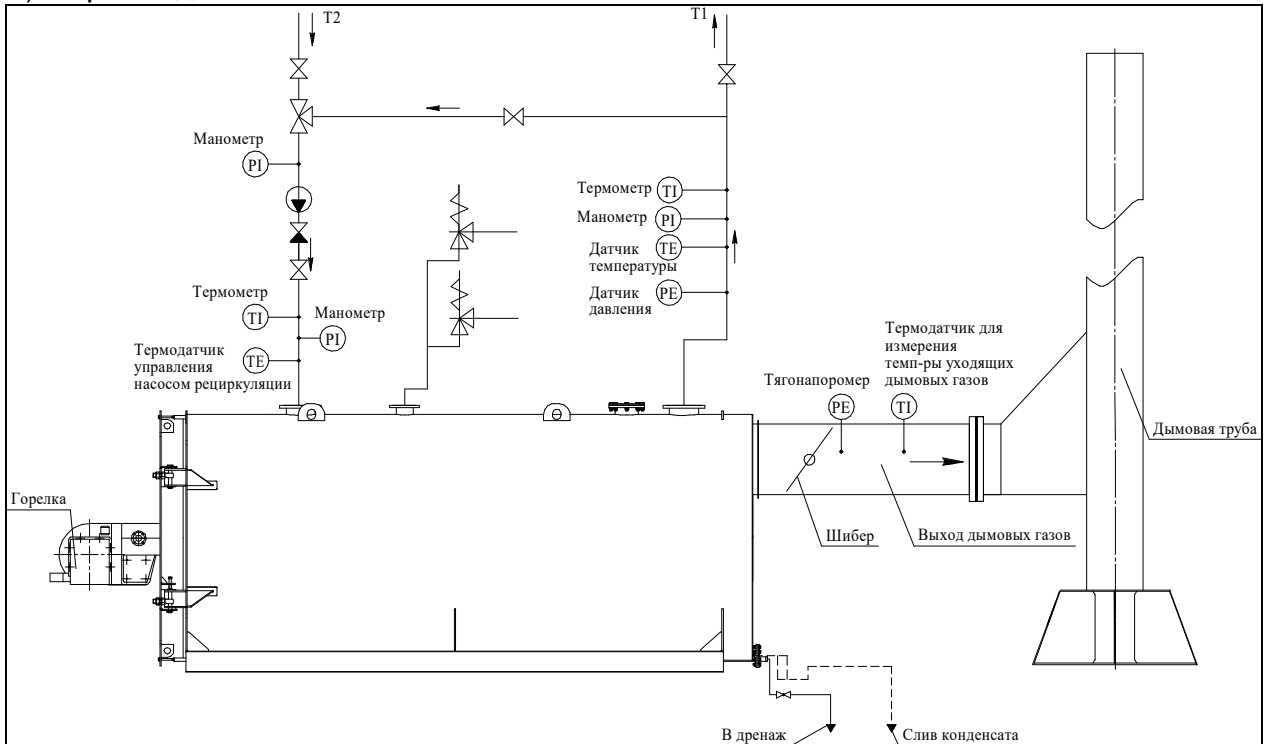 T2
T1
Манометр
PI
Термометр
TI
Манометр
PI
Датчик
температуры
TE
Датчик
давления
PE
Термометр
TI
Манометр
PI
Термодатчик
управления
насосом рециркуляции
TE
Термодатчик для
измерения
темп-ры уходящих
дымовых газов
Тягонапоромер
PE
TI
Дымовая труба
Горелка
Шибер
Выход дымовых газов
В дренаж
Слив конденсата